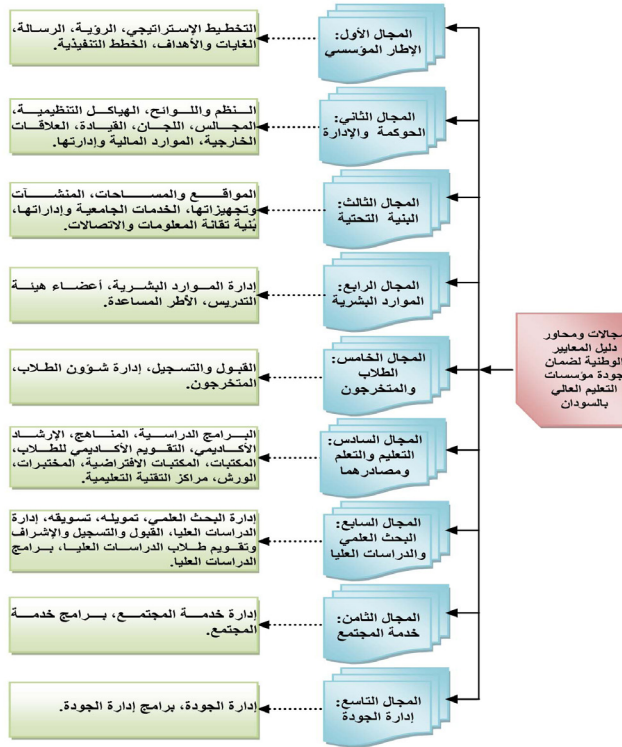 مجالات ومحاور
دليل المعايير
الوطنية لضمان
جودة مؤسسات
التعليم العالي
بالسودان
المجال الأول:
الإطار المؤسسي
التخطيط الإستراتيجي، الرؤية، الرسالة،
الغايات والأهداف، الخطط التنفيذية.
المجال الثاني:
الحوكمة والإدارة
النظم واللوائح، الهياكل التنظيمية،
المجالس، اللجان، القيادة، العلاقات
الخارجية، الموارد المالية وإدارتها.
المجال الثالث:
البنية التحتية
المواقع والمساحات، المنشآت
وتجهيزاتها، الخدمات الجامعية وإداراتها،
بُنية تقانة المعلومات والاتصالات.
المجال الرابع:
الموارد البشرية
إدارة الموارد البشرية، أعضاء هيئة
التدريس، الأطر المساعدة.
المجال الخامس:
الطلاب
والمتخرجون
القبول والتسجيل، إدارة شؤون الطلاب،
المتخرجون.
المجال السادس:
التعليم والتعلم
ومصادرهما
البرامج الدراسية، المناهج، الإرشاد
الأكاديمي، التقويم الأكاديمي للطلاب،
المكتبات، المكتبات الافتراضية، المختبرات،
الورش، مراكز التقنية التعليمية.
المجال السابع:
البحث العلمي
والدراسات العليا
إدارة البحث العلمي، تمويله، تسويقه، إدارة
الدراسات العليا، القبول والتسجيل والإشراف
وتقويم طلاب الدراسات العليا، برامج
الدراسات العليا.
المجال الثامن:
خدمة المجتمع
إدارة خدمة المجتمع، برامج خدمة
المجتمع.
المجال التاسع:
إدارة الجودة
إدارة الجودة، برامج إدارة الجودة.